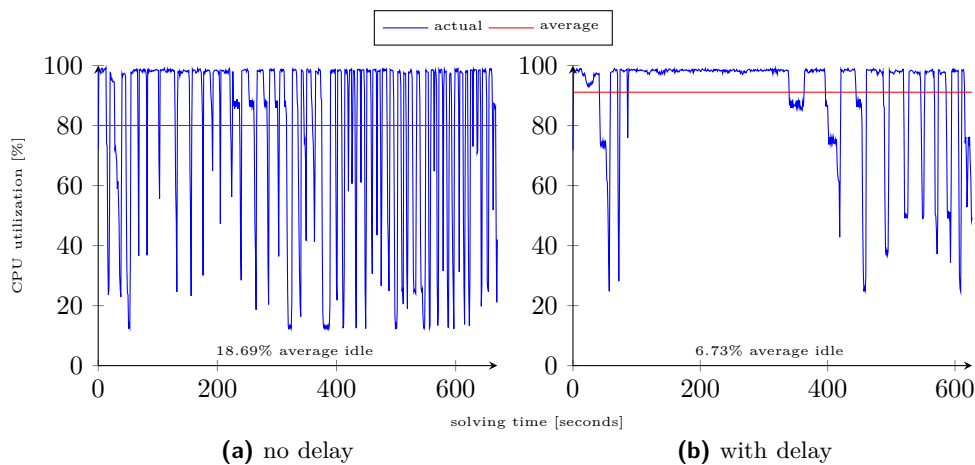 actual average
CPU utilization [%]
100
80
60
40
20
0
0 200 400 600
18.69% average idle
100
80
60
40
20
0
0 200 400 600
6.73% average idle
solving time [seconds]
(a) no delay
(b) with delay